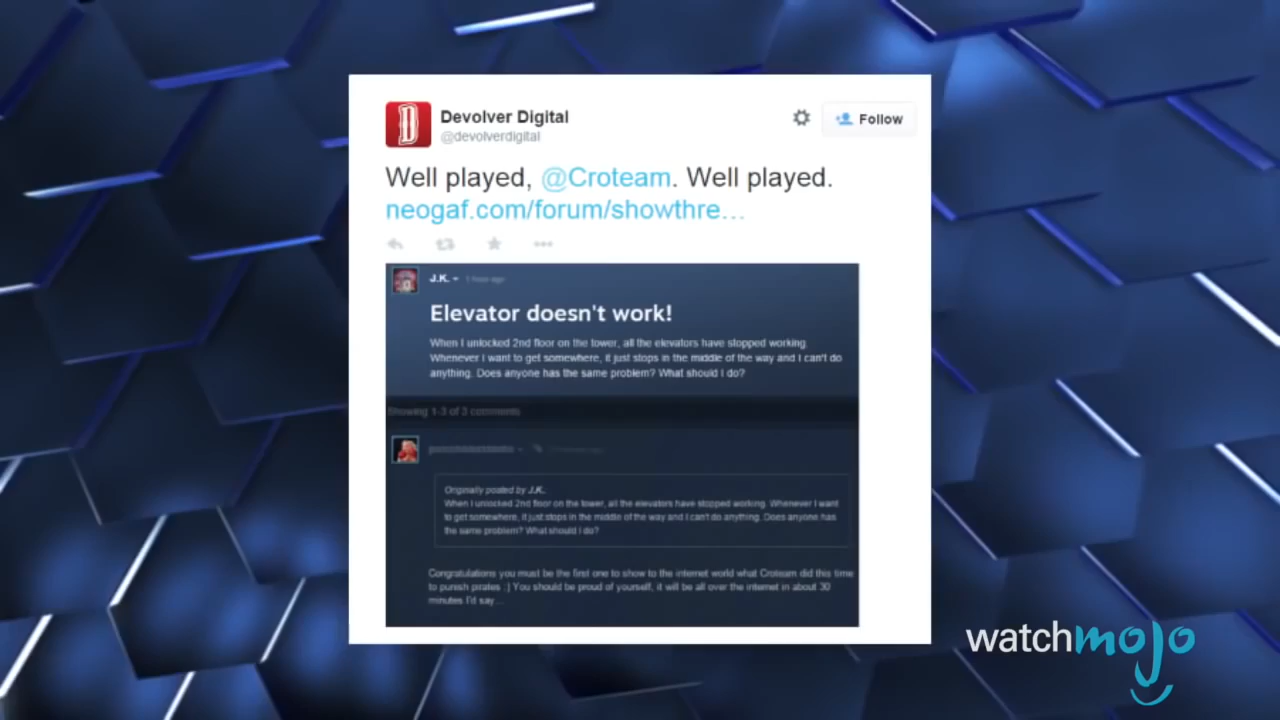 Devolver Digital
@devolverdigital
Follow
Well played, @Croteam. Well played.
neogaf.com/forum/showthre...
J.K. 1 hour ago
Elevator doesn't work!
When I unlocked 2nd floor on the tower, all the elevators have stopped working.
Whenever I want to get somewhere, it just stops in the middle of the way and I can't do
anything. Does anyone has the same problem? What should I do?
Showing 1-3 of 3 comments
Originally posted by J.K.
When I unlocked 2nd floor on the tower, all the elevators have stopped working. Whenever I want
to get somewhere, it just stops in the middle of the way and I can't do anything. Does anyone has
the same problem? What should I do?
Congratulations you must be the first one to show to the internet world what Croteam did this time
to punish pirates :) You should be proud of yourself, it will be all over the internet in about 30
minutes I'd say...
watchmojo